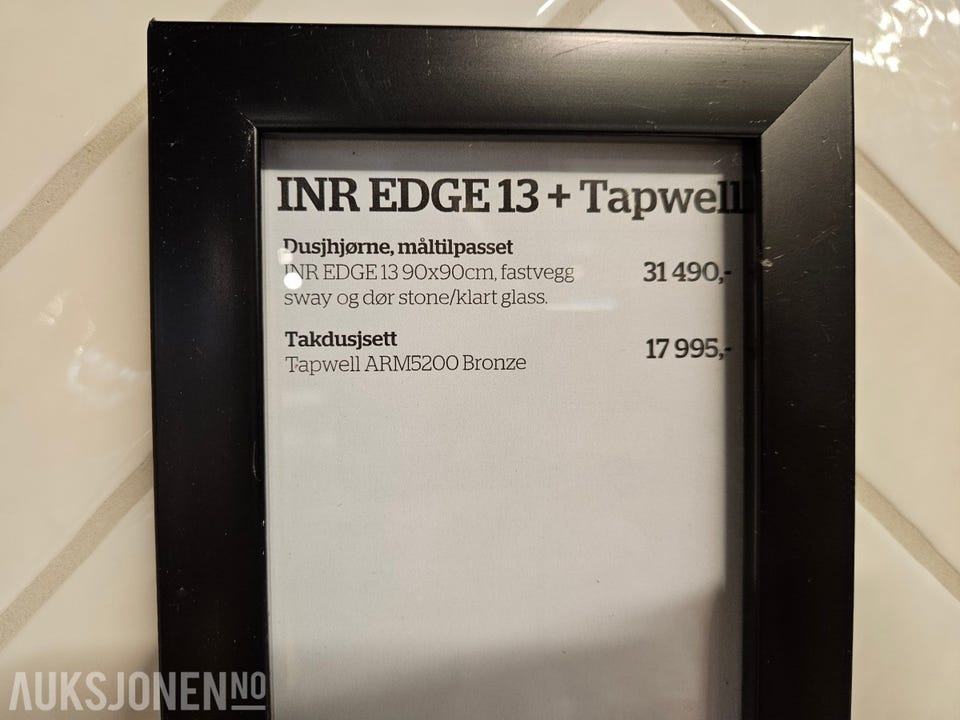 INR EDGE 13 + Tapwell
Dusjhjørne, måltilpasset
INR EDGE 13 90x90cm, fastvegg 31 490,-
sway og dør stone/klart glass.
Takdusjsett
Tapwell ARM5200 Bronze 17 995,-
AUKSJONEN NO